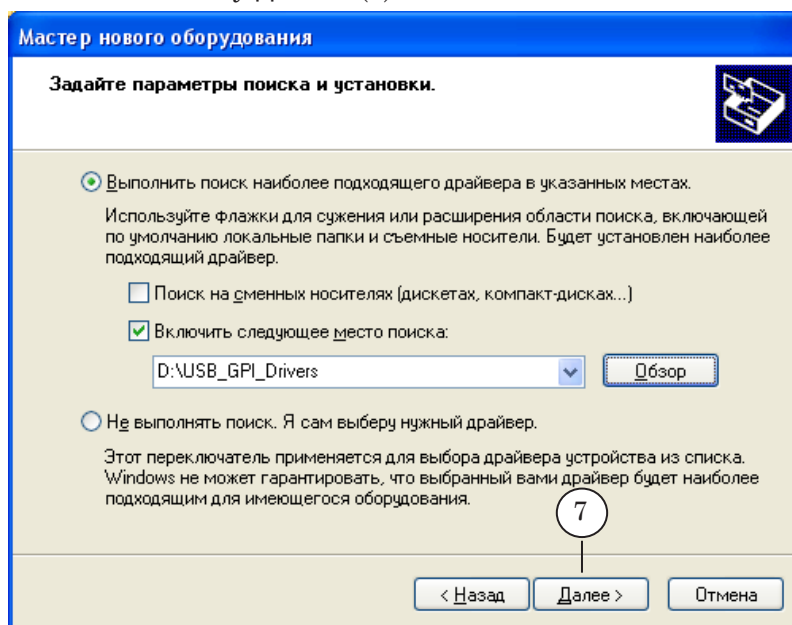 Мастер нового оборудования
Задайте параметры поиска и установки.
Выполнить поиск наиболее подходящего драйвера в указанных местах.
Используйте флажки для сужения или расширения области поиска, включающей
по умолчанию локальные папки и съемные носители. Будет установлен наиболее
подходящий драйвер.
Поиск на сменных носителях (дискетах, компакт-дисках...)
Включить следующее место поиска:
D:\USB_GPI_Drivers
Обзор
Не выполнять поиск. Я сам выберу нужный драйвер.
Этот переключатель применяется для выбора драйвера устройства из списка.
Windows не может гарантировать, что выбранный вами драйвер будет наиболее
подходящим для имеющегося оборудования.
7
< Назад Далее > Отмена